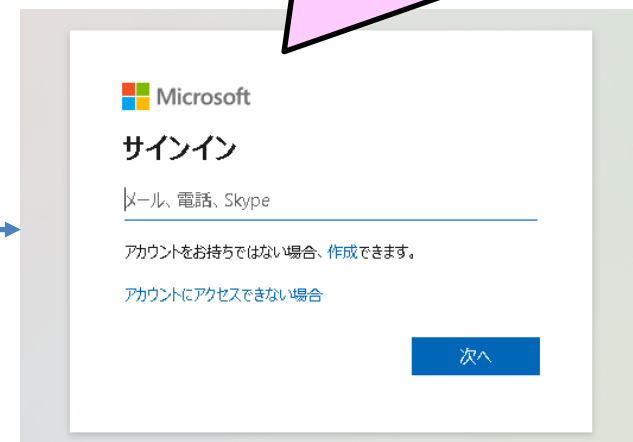 Microsoft
サインイン
メール、電話、Skype
アカウントをお持ちではない場合、作成できます。
アカウントにアクセスできない場合
次へ